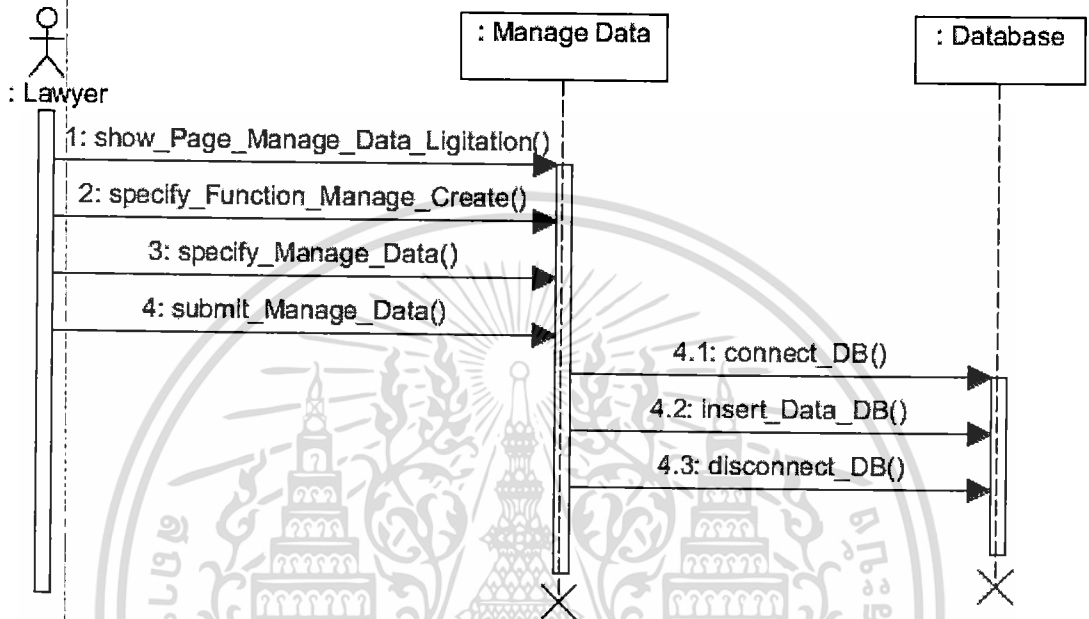 : Manage Data
: Database
: Lawyer
1: show_Page_Manage_Data_Ligitation()
2: specify_Function_Manage_Create()
3: specify_Manage_Data()
4: submit_Manage_Data()
4.1: connect_DB()
4.2: insert_Data_DB()
4.3: disconnect_DB()